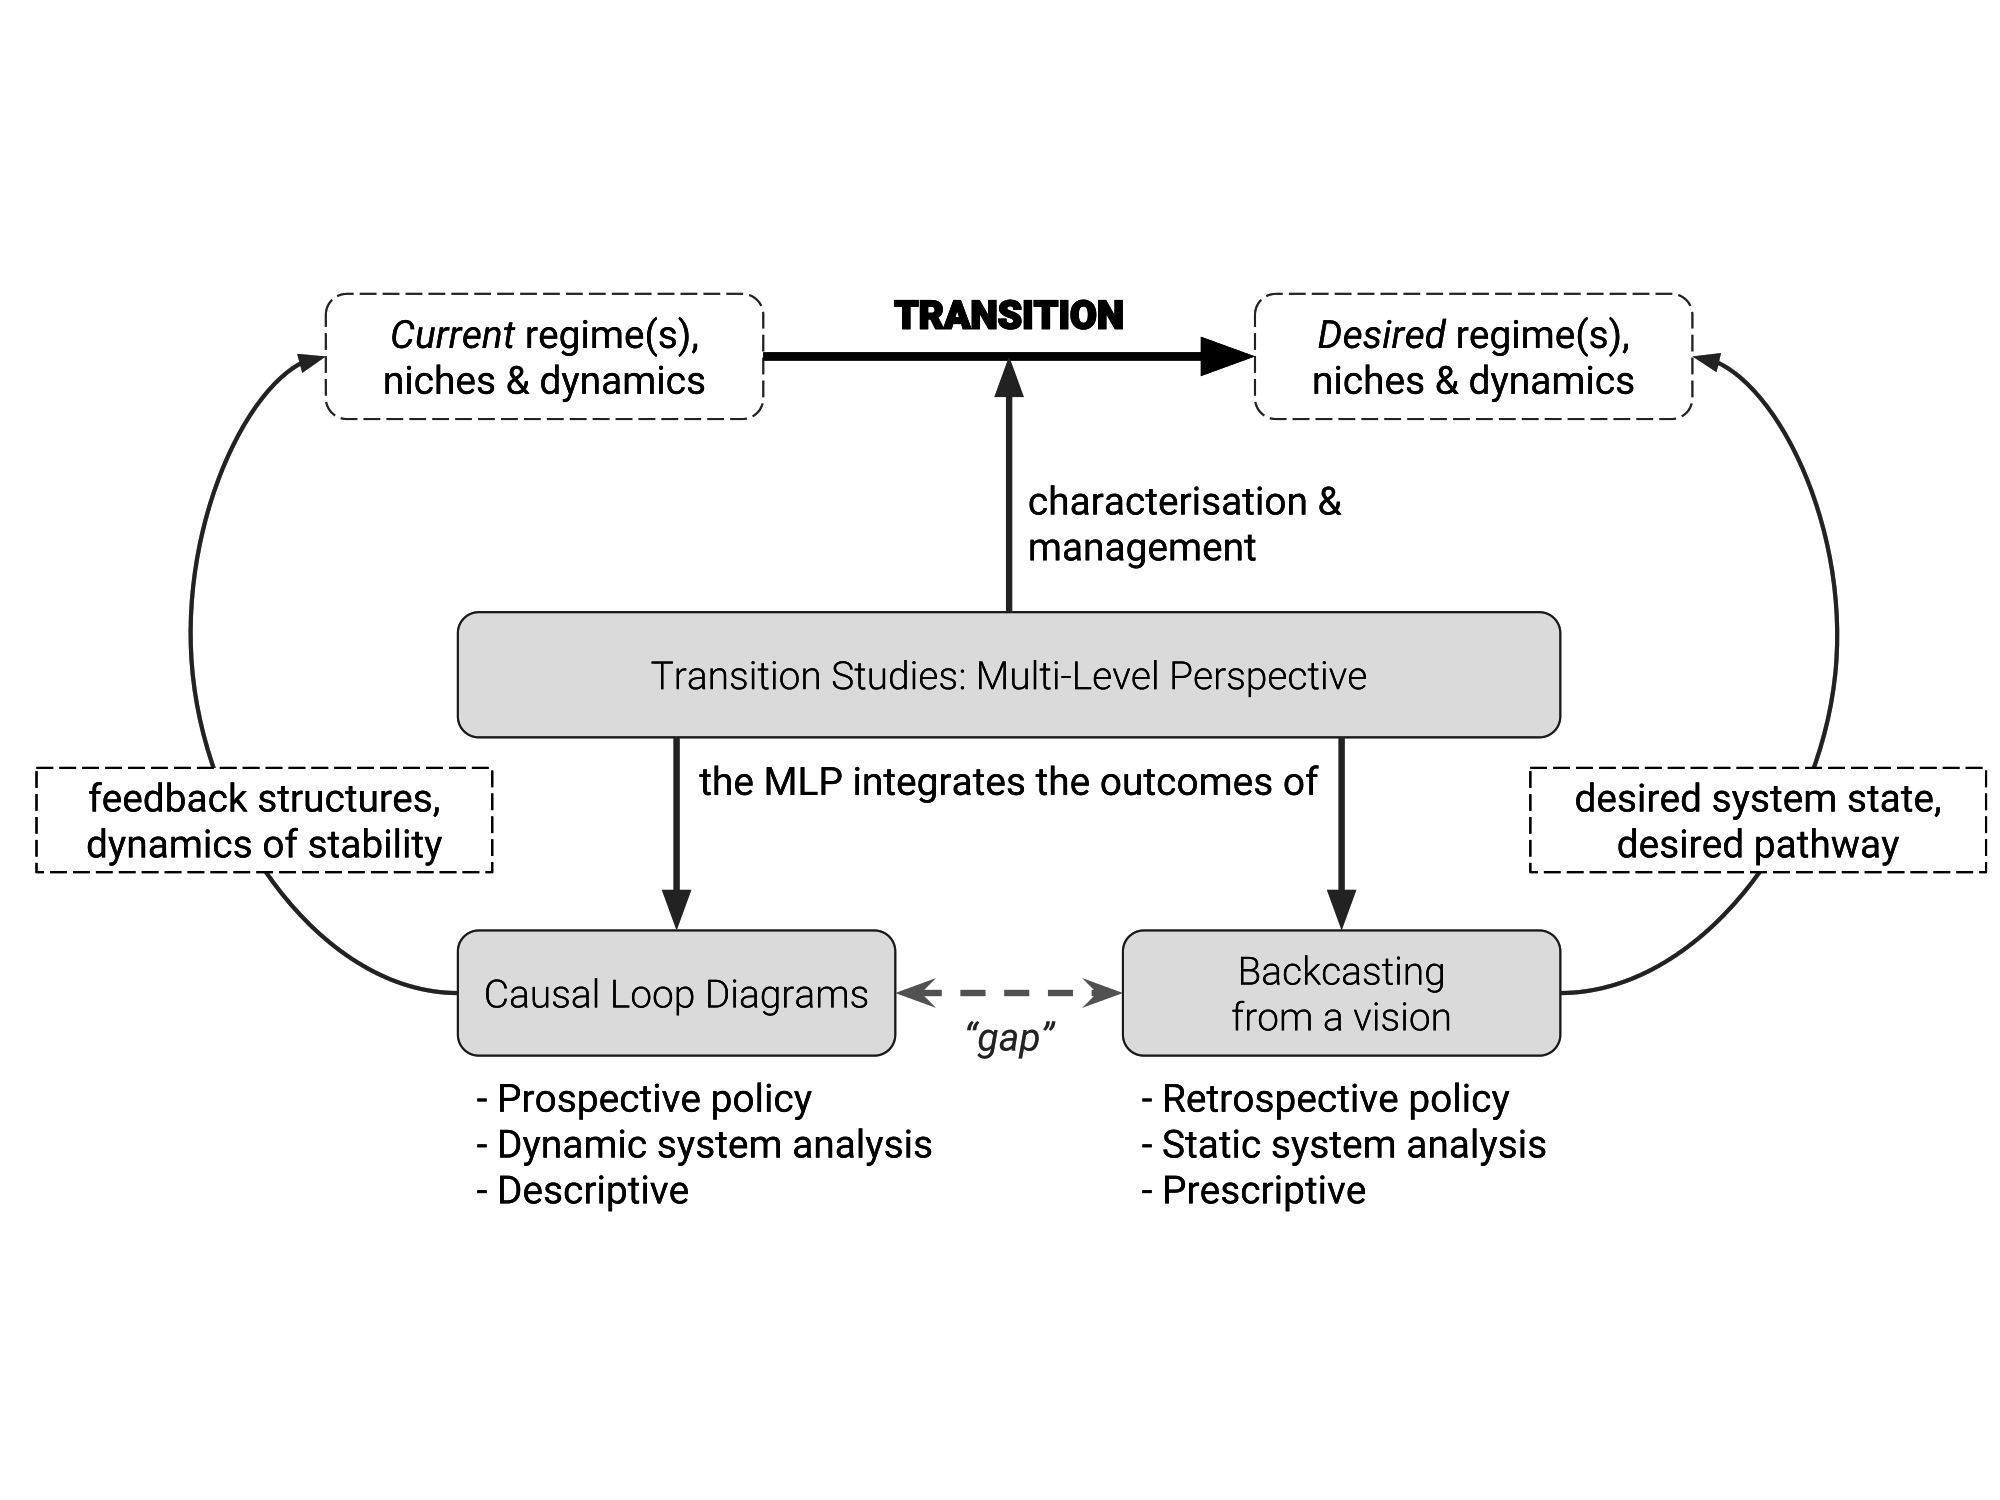 TRANSITION
Current regime(s),
niches & dynamics
Desired regime(s),
niches & dynamics
characterisation &
management
Transition Studies: Multi-Level Perspective
the MLP integrates the outcomes of
feedback structures,
dynamics of stability
desired system state,
desired pathway
Causal Loop Diagrams
“gap”
Backcasting
from a vision
- Prospective policy
- Dynamic system analysis
- Descriptive
- Retrospective policy
- Static system analysis
- Prescriptive